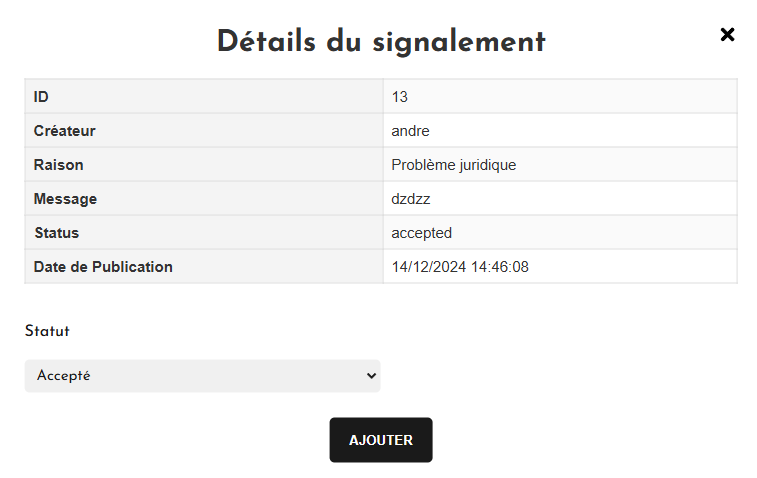 Détails du signalement
ID 13
Créateur andre
Raison Problème juridique
Message dzdzz
Status accepted
Date de Publication 14/12/2024 14:46:08
Statut
Accepté
AJOUTER